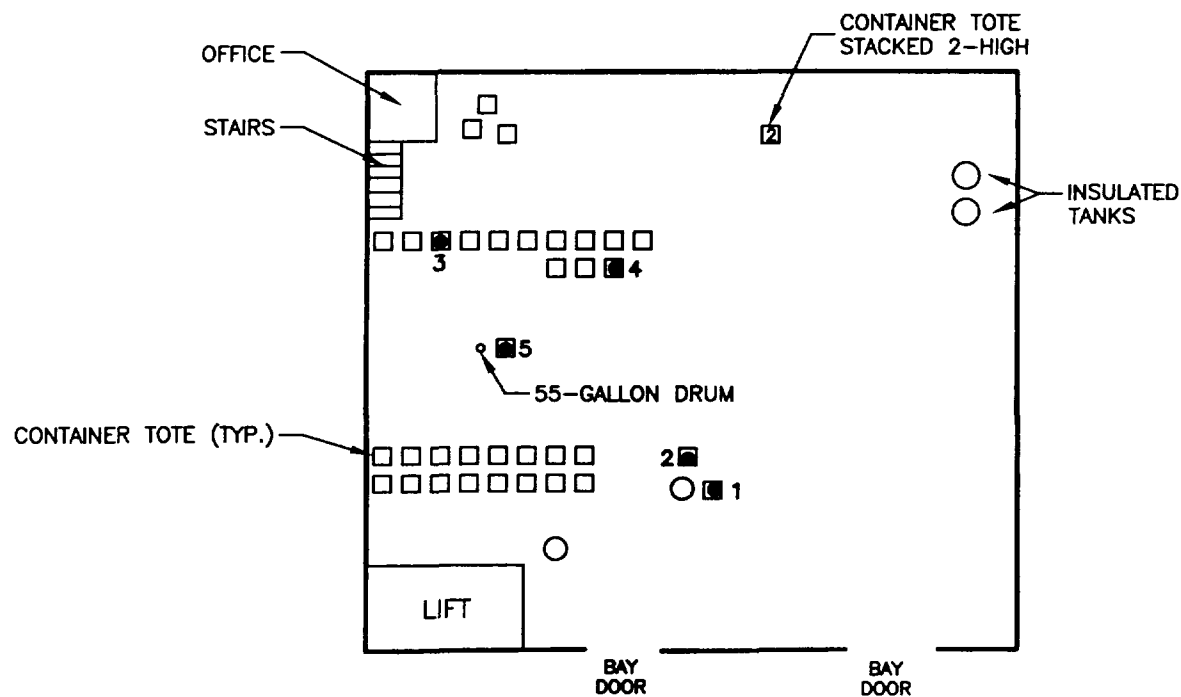 CONTAINER TOTE
STACKED 2-HIGH
OFFICE
STAIRS
2
INSULATED
TANKS
3
4
5
55-GALLON DRUM
CONTAINER TOTE (TYP.)
2
1
LIFT
BAY
DOOR
BAY
DOOR